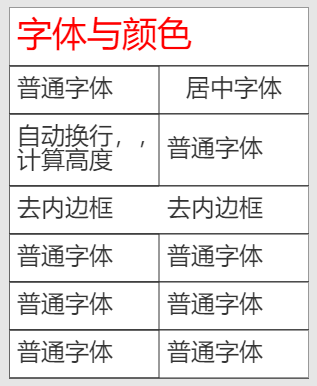 字体与颜色
普通字体 居中字体
自动换行，，
计算高度
普通字体
去内边框 去内边框
普通字体 普通字体
普通字体 普通字体
普通字体 普通字体